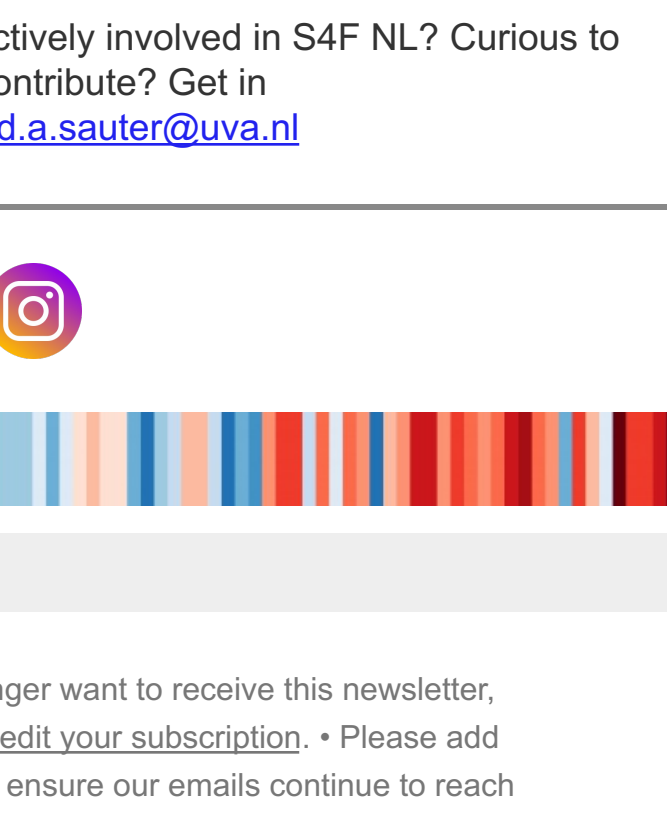 ctively involved in S4F NL? Curious to
ontribute? Get in
d.a.sauter@uva.nl
nger want to receive this newsletter,
edit your subscription. • Please add
ensure our emails continue to reach